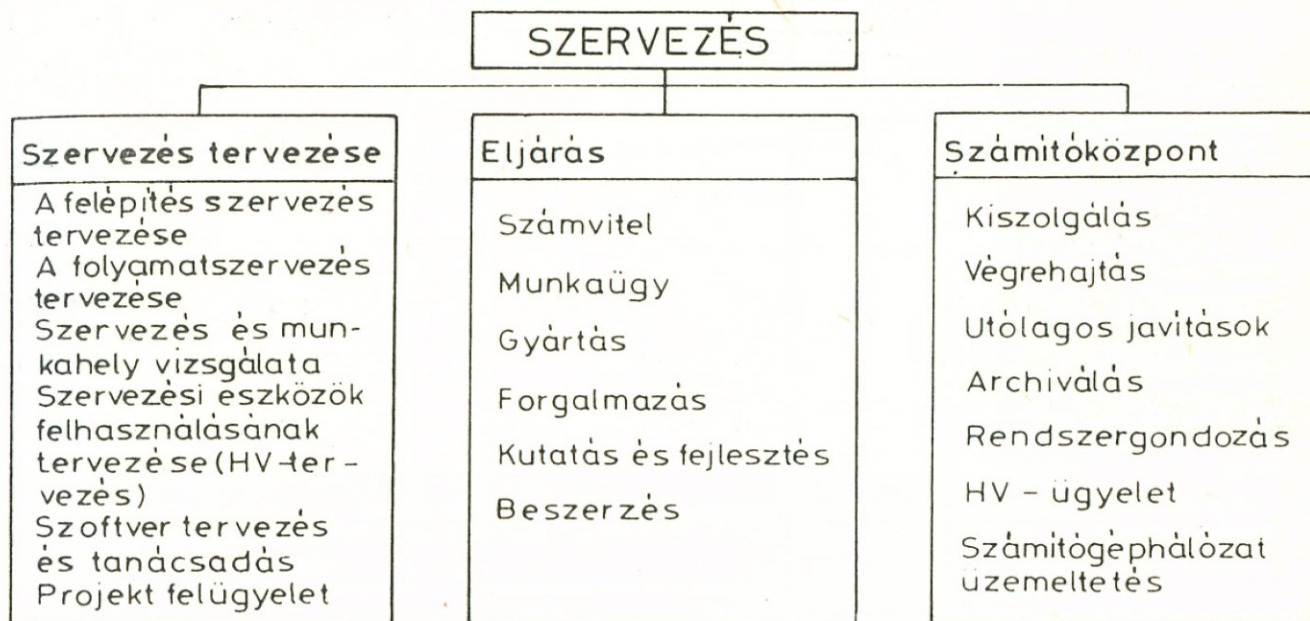 SZERVEZÉS
Szervezés tervezése
A felépítés szervezés
tervezése
A folyamatszervezés
tervezése
Szervezés és mun-
kahely vizsgálata
Szervezési eszközök
felhasználásának
tervezése (HV-ter-
vezés)
Szoftver tervezés
és tanácsadás
Projekt felügyelet
Eljárás
Számvitel
Munkaügy
Gyártás
Forgalmazás
Kutatás és fejlesztés
Beszerzés
Számitóközpont
Kiszolgálás
Végrehajtás
Utólagos javitások
Archiválás
Rendszergondozás
HV - ügyelet
Számitógéphálózat
üzemeltetés